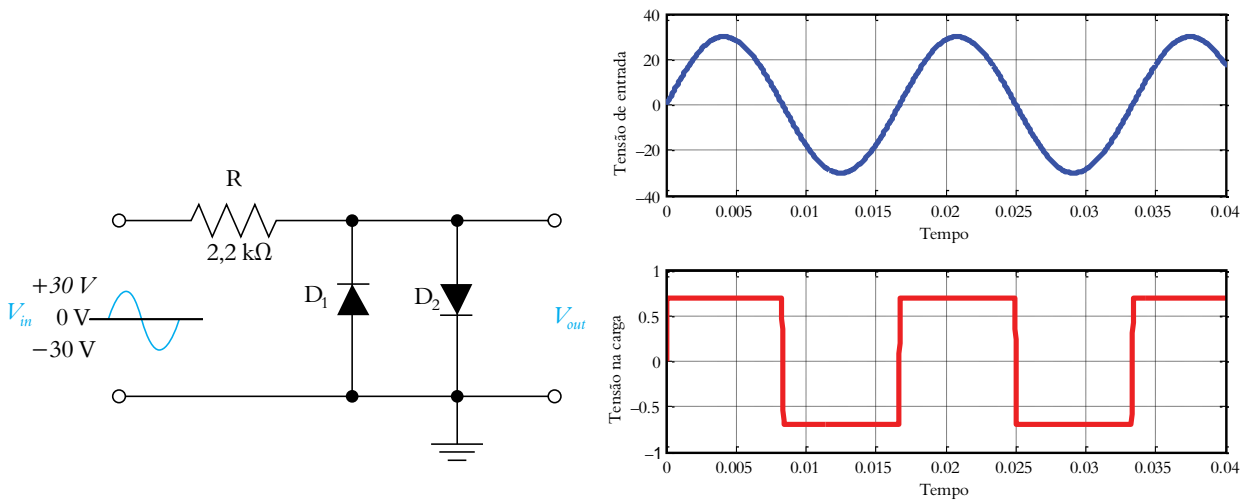 R
2,2 kΩ
+30 V
V_in 0 V
−30 V
D₁
D₂
V_out
40
20
0
−20
−40
Tensão de entrada
0 0.005 0.01 0.015 0.02 0.025 0.03 0.035 0.04
Tempo
1
0.5
0
−0.5
−1
Tensão na carga
0 0.005 0.01 0.015 0.02 0.025 0.03 0.035 0.04
Tempo